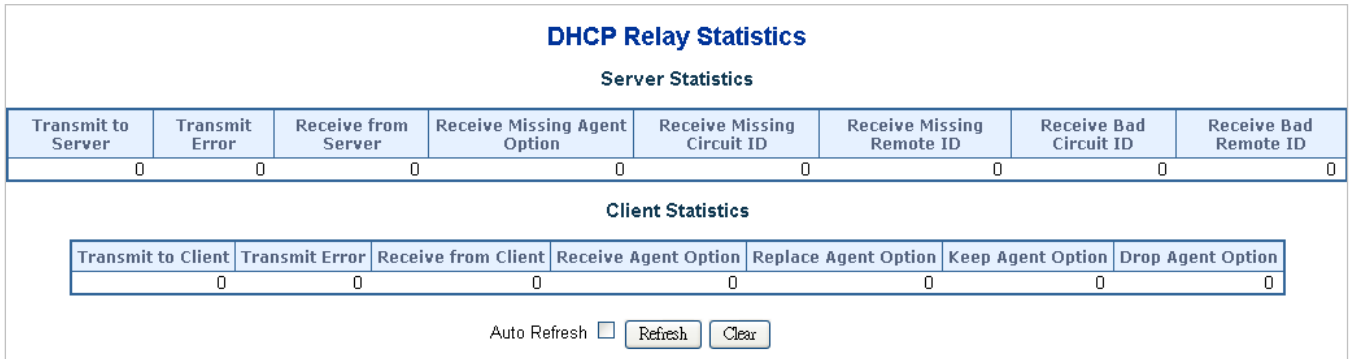 DHCP Relay Statistics
Server Statistics
Transmit to Server Transmit Error Receive from Server Receive Missing Agent Option Receive Missing Circuit ID Receive Missing Remote ID Receive Bad Circuit ID Receive Bad Remote ID
0 0 0 0 0 0 0 0
Client Statistics
Transmit to Client Transmit Error Receive from Client Receive Agent Option Replace Agent Option Keep Agent Option Drop Agent Option
0 0 0 0 0 0 0
Auto Refresh Refresh Clear